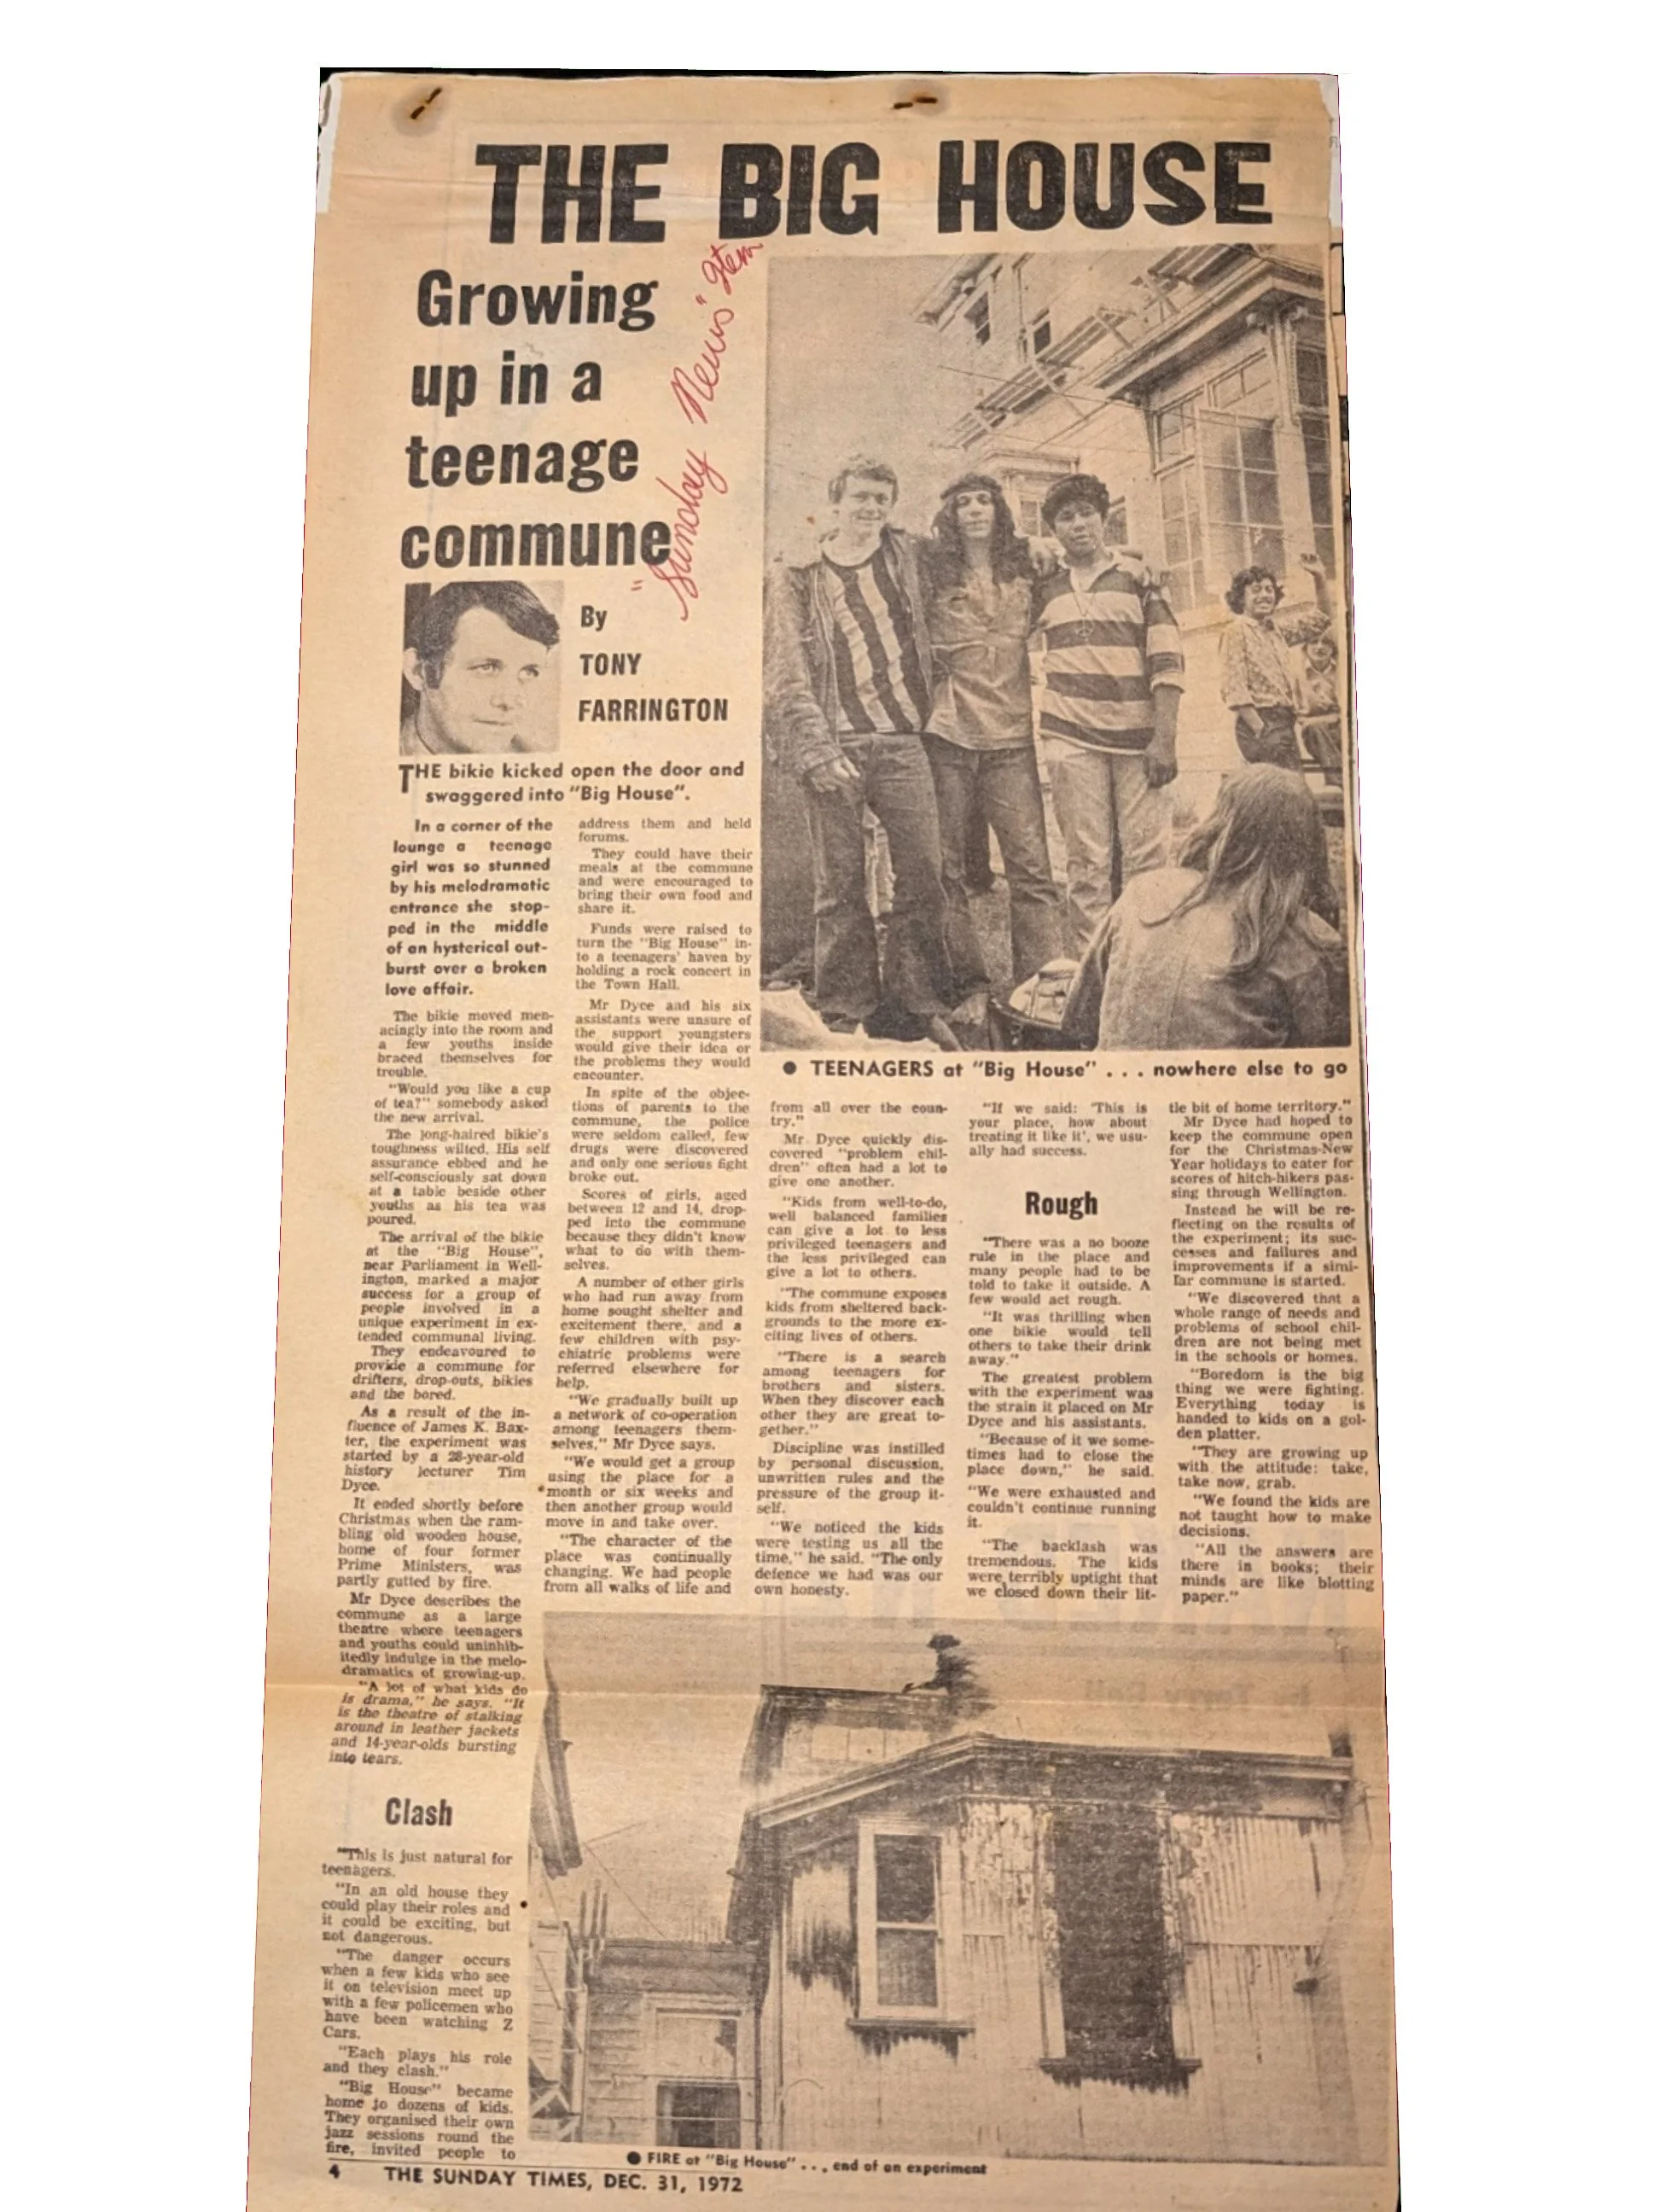 THE BIG HOUSE
Growing
up in a
teenage
commune
"Sunday News" Item
By
TONY
FARRINGTON
THE bikie kicked open the door and
swaggered into "Big House".
In a corner of the
lounge a teenage
girl was so stunned
by his melodramatic
entrance she stop-
ped in the middle
of an hysterical out-
burst over a broken
love affair.
The bikie moved men-
acingly into the room and
a few youths inside
braced themselves for
trouble.
"Would you like a cup
of tea?" somebody asked
the new arrival.
The long-haired bikie's
toughness wilted. His self
assurance ebbed and he
self-consciously sat down
at a table beside other
youths as his tea was
poured.
The arrival of the bikie
at the "Big House",
near Parliament in Well-
ington, marked a major
success for a group of
people involved in a
unique experiment in ex-
tended communal living.
They endeavoured to
provide a commune for
drifters, drop-outs, bikies
and the bored.
As a result of the in-
fluence of James K. Bax-
ter, the experiment was
started by a 28-year-old
history lecturer Tim
Dyce.
It ended shortly before
Christmas when the ram-
bling old wooden house,
home of four former
Prime Ministers, was
partly gutted by fire.
Mr Dyce describes the
commune as a large
theatre where teenagers
and youths could uninhib-
itedly indulge in the melo-
dramatics of growing-up.
"A lot of what kids do
is drama," he says. "It
is the theatre of stalking
around in leather jackets
and 14-year-olds bursting
into tears.
Clash
"This is just natural for
teenagers.
"In an old house they
could play their roles and
it could be exciting, but
not dangerous.
"The danger occurs
when a few kids who see
it on television meet up
with a few policemen who
have been watching Z
Cars.
"Each plays his role
and they clash."
"Big House" became
home to dozens of kids.
They organised their own
jazz sessions round the
fire, invited people to
address them and held
forums.
They could have their
meals at the commune
and were encouraged to
bring their own food and
share it.
Funds were raised to
turn the "Big House" in-
to a teenagers' haven by
holding a rock concert in
the Town Hall.
Mr Dyce and his six
assistants were unsure of
the support youngsters
would give their idea or
the problems they would
encounter.
In spite of the objec-
tions of parents to the
commune, the police
were seldom called, few
drugs were discovered
and only one serious fight
broke out.
Scores of girls, aged
between 12 and 14, drop-
ped into the commune
because they didn't know
what to do with them-
selves.
A number of other girls
who had run away from
home sought shelter and
excitement there, and a
few children with psy-
chiatric problems were
referred elsewhere for
help.
"We gradually built up
a network of co-operation
among teenagers them-
selves," Mr Dyce says.
"We would get a group
using the place for a
month or six weeks and
then another group would
move in and take over.
"The character of the
place was continually
changing. We had people
from all walks of life and
● TEENAGERS at "Big House" . . . nowhere else to go
from all over the coun-
try."
Mr Dyce quickly dis-
covered "problem chil-
dren" often had a lot to
give one another.
"Kids from well-to-do,
well balanced families
can give a lot to less
privileged teenagers and
the less privileged can
give a lot to others.
"The commune exposes
kids from sheltered back-
grounds to the more ex-
citing lives of others.
"There is a search
among teenagers for
brothers and sisters.
When they discover each
other they are great to-
gether."
Discipline was instilled
by personal discussion,
unwritten rules and the
pressure of the group it-
self.
"We noticed the kids
were testing us all the
time," he said. "The only
defence we had was our
own honesty.
"If we said: 'This is
your place, how about
treating it like it', we usu-
ally had success.
Rough
"There was a no booze
rule in the place and
many people had to be
told to take it outside. A
few would act rough.
"It was thrilling when
one bikie would tell
others to take their drink
away."
The greatest problem
with the experiment was
the strain it placed on Mr
Dyce and his assistants.
"Because of it we some-
times had to close the
place down," he said.
"We were exhausted and
couldn't continue running
it.
"The backlash was
tremendous. The kids
were terribly uptight that
we closed down their lit-
tle bit of home territory."
Mr Dyce had hoped to
keep the commune open
for the Christmas-New
Year holidays to cater for
scores of hitch-hikers pas-
sing through Wellington.
Instead he will be re-
flecting on the results of
the experiment; its suc-
cesses and failures and
improvements if a simi-
lar commune is started.
"We discovered that a
whole range of needs and
problems of school chil-
dren are not being met
in the schools or homes.
"Boredom is the big
thing we were fighting.
Everything today is
handed to kids on a gol-
den platter.
"They are growing up
with the attitude: take,
take now, grab.
"We found the kids are
not taught how to make
decisions.
"All the answers are
there in books; their
minds are like blotting
paper."
● FIRE at "Big House" . . . end of an experiment
4 THE SUNDAY TIMES, DEC. 31, 1972